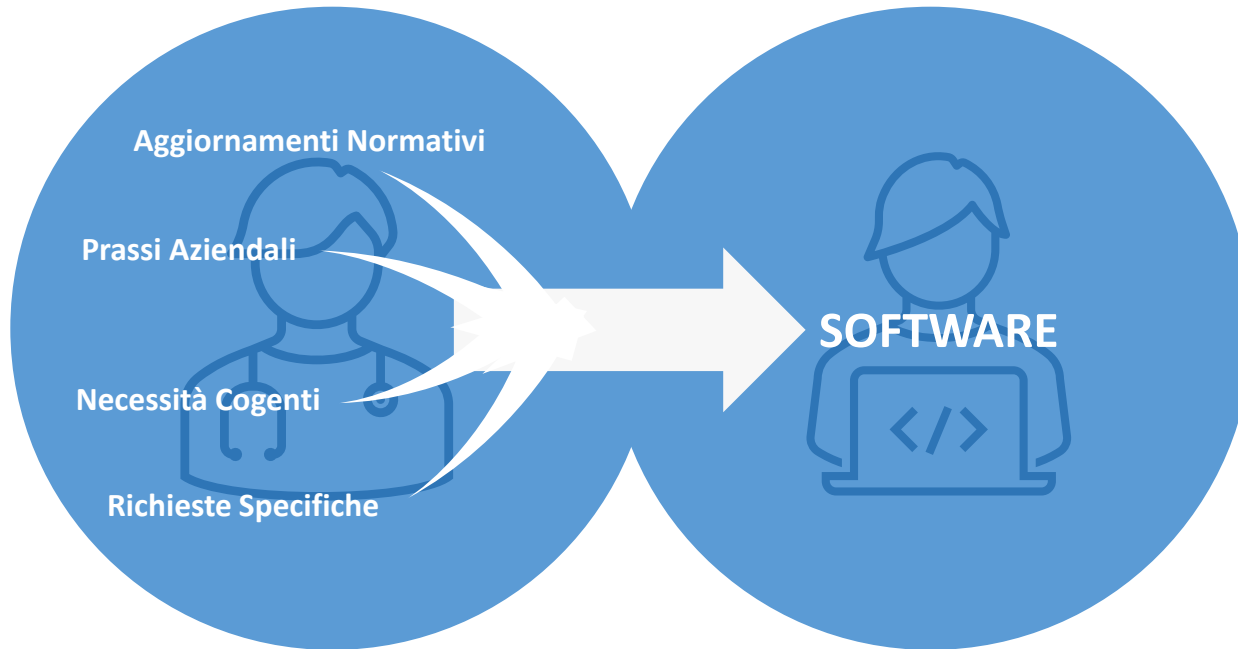 Aggiornamenti Normativi
Prassi Aziendali
SOFTWARE
Necessità Cogenti
Richieste Specifiche